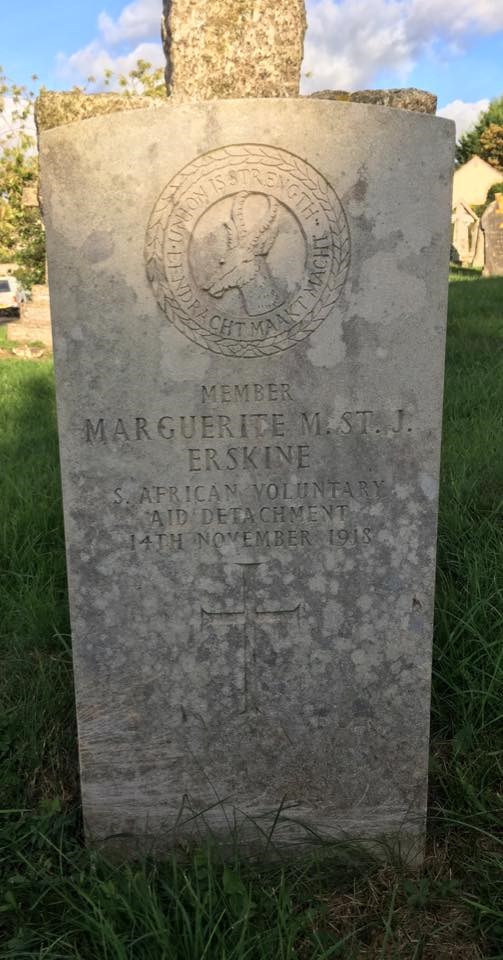 UNION IS STRENGTH
EENDRACHT MAAKT MACHT
MEMBER
MARGUERITE M. ST. J.
ERSKINE
S. AFRICAN VOLUNTARY
AID DETACHMENT
14TH NOVEMBER 1918